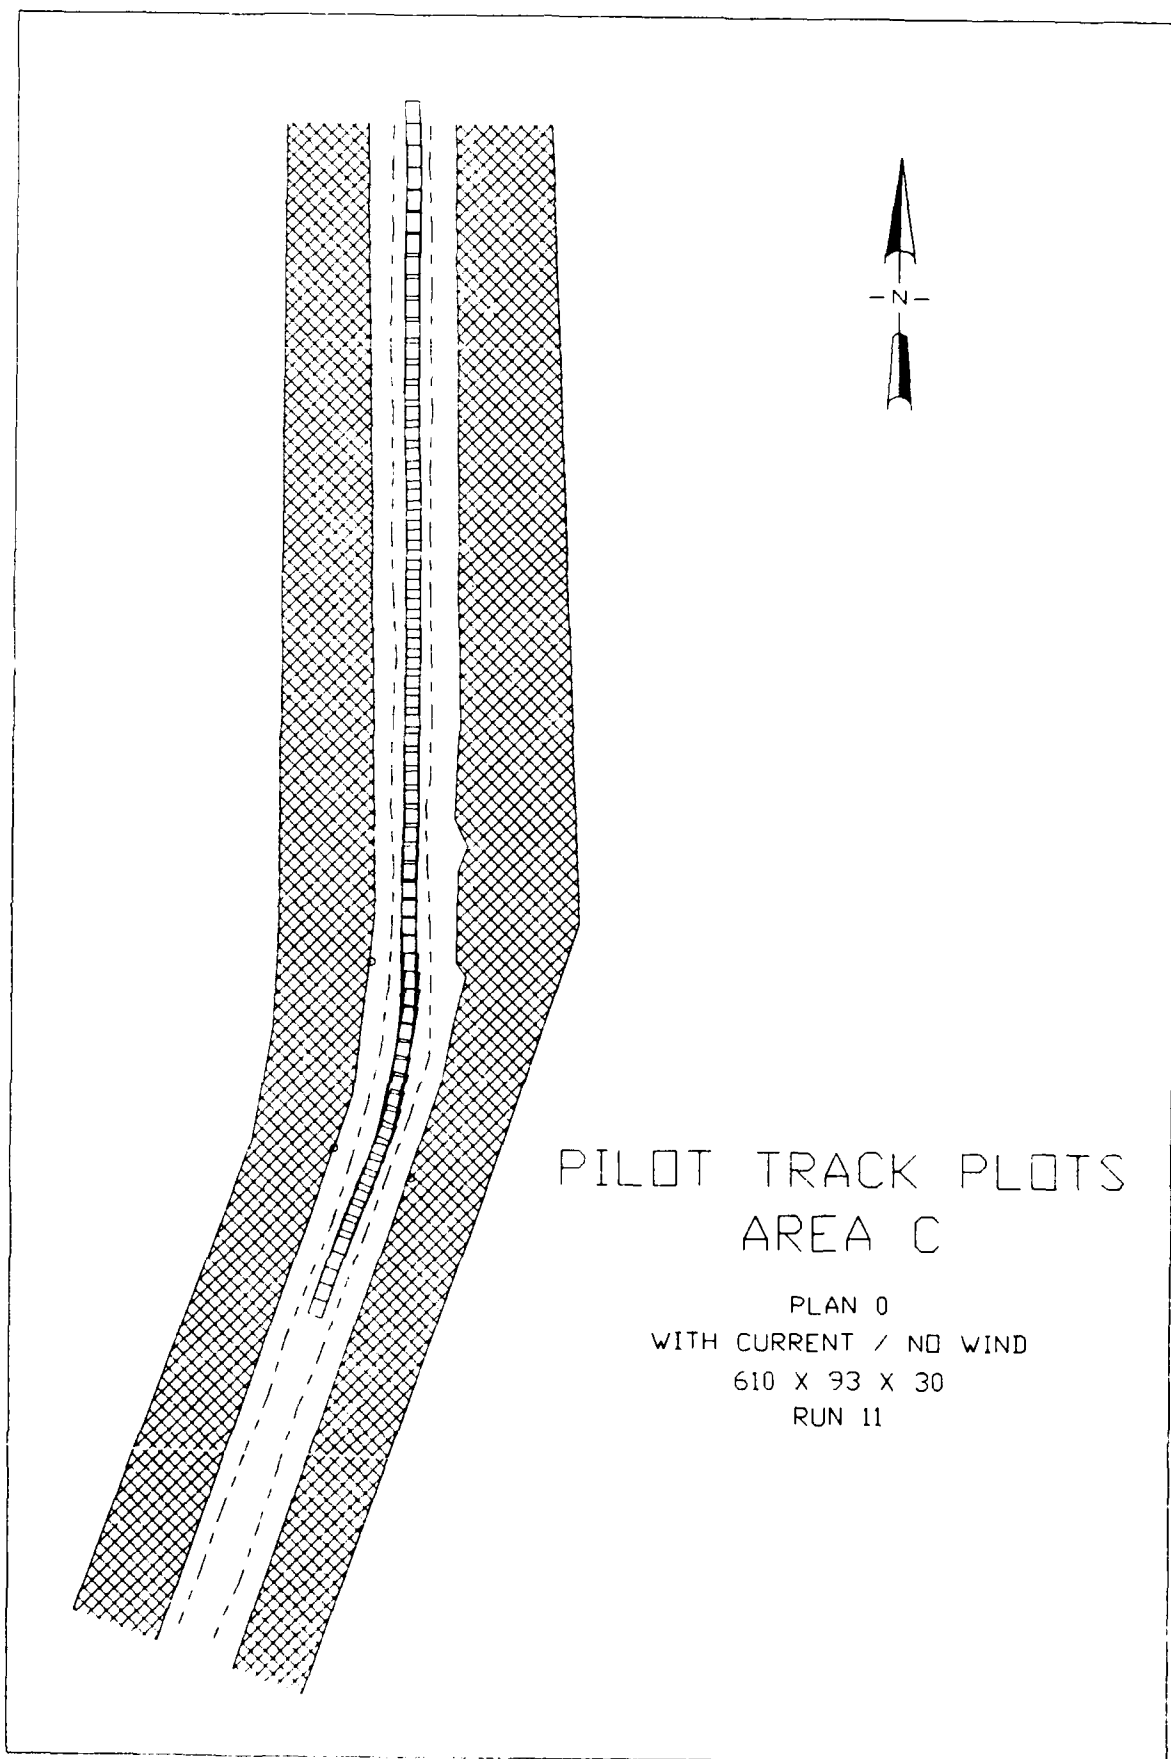 -N-
PILOT TRACK PLOTS
AREA C
PLAN 0
WITH CURRENT / NO WIND
610 X 93 X 30
RUN 11